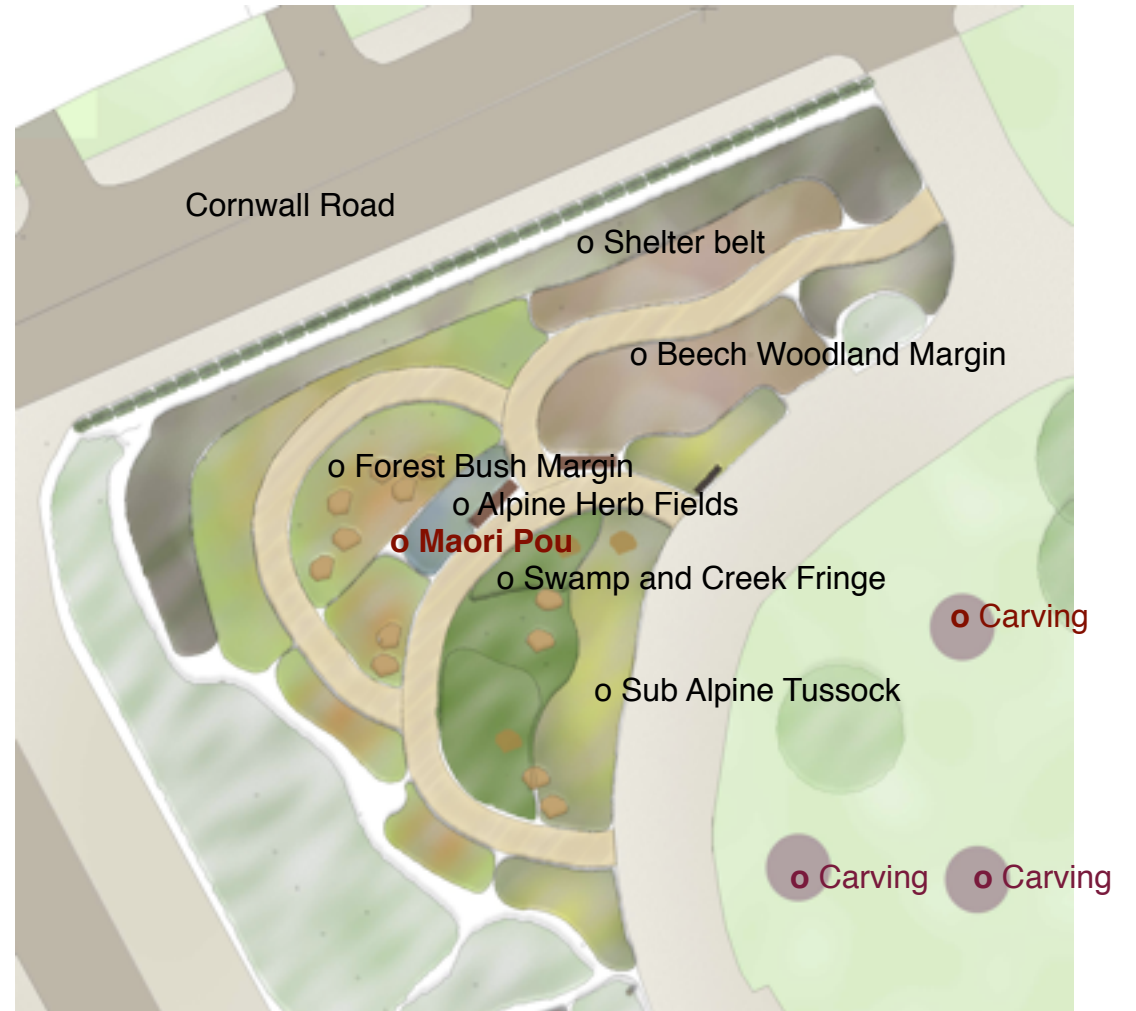 Cornwall Road
o Shelter belt
o Beech Woodland Margin
o Forest Bush Margin
o Alpine Herb Fields
o Maori Pou
o Swamp and Creek Fringe
o Carving
o Sub Alpine Tussock
o Carving
o Carving